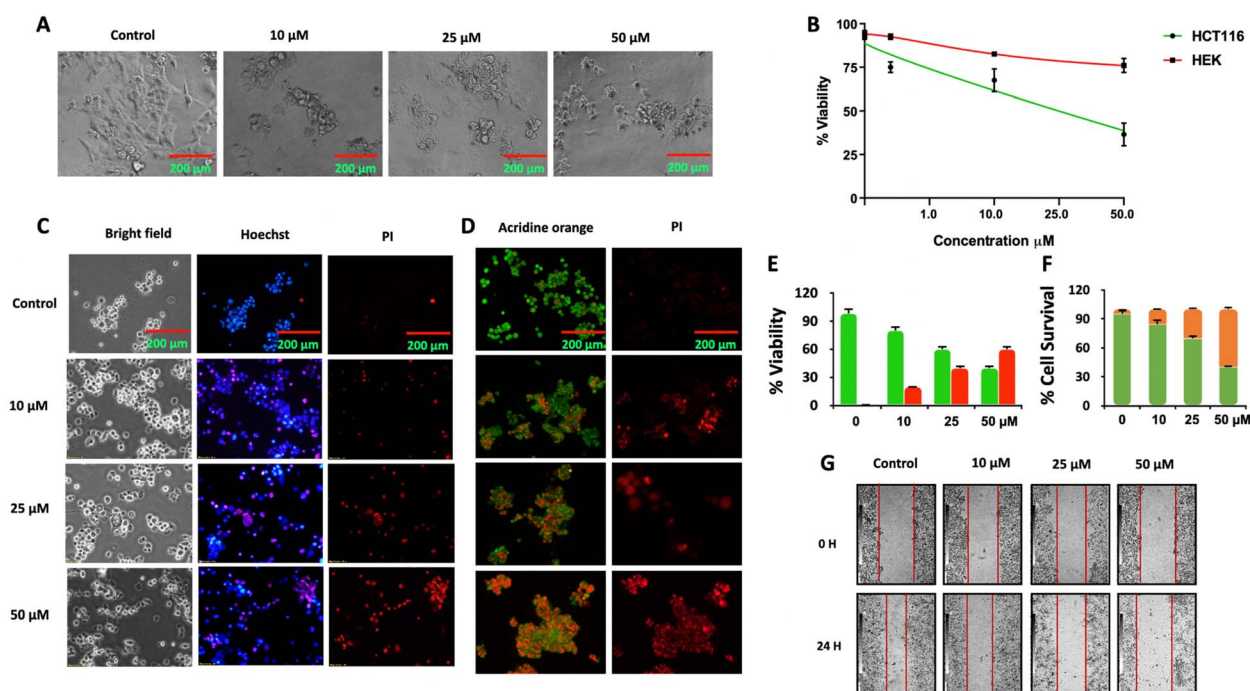 A
Control
10 µM
25 µM
50 µM
200 µm
200 µm
200 µm
200 µm
B
% Viability
100
75
50
25
0
1.0
10.0
25.0
50.0
Concentration µM
HCT116
HEK
C
Bright field
Hoechst
PI
Control
200 µm
200 µm
200 µm
10 µM
25 µM
50 µM
D
Acridine orange
PI
200 µm
200 µm
E
% Viability
120
90
60
30
0
0
10
25
50 µM
F
% Cell Survival
120
90
60
30
0
0
10
25
50 µM
G
Control
10 µM
25 µM
50 µM
0 H
24 H